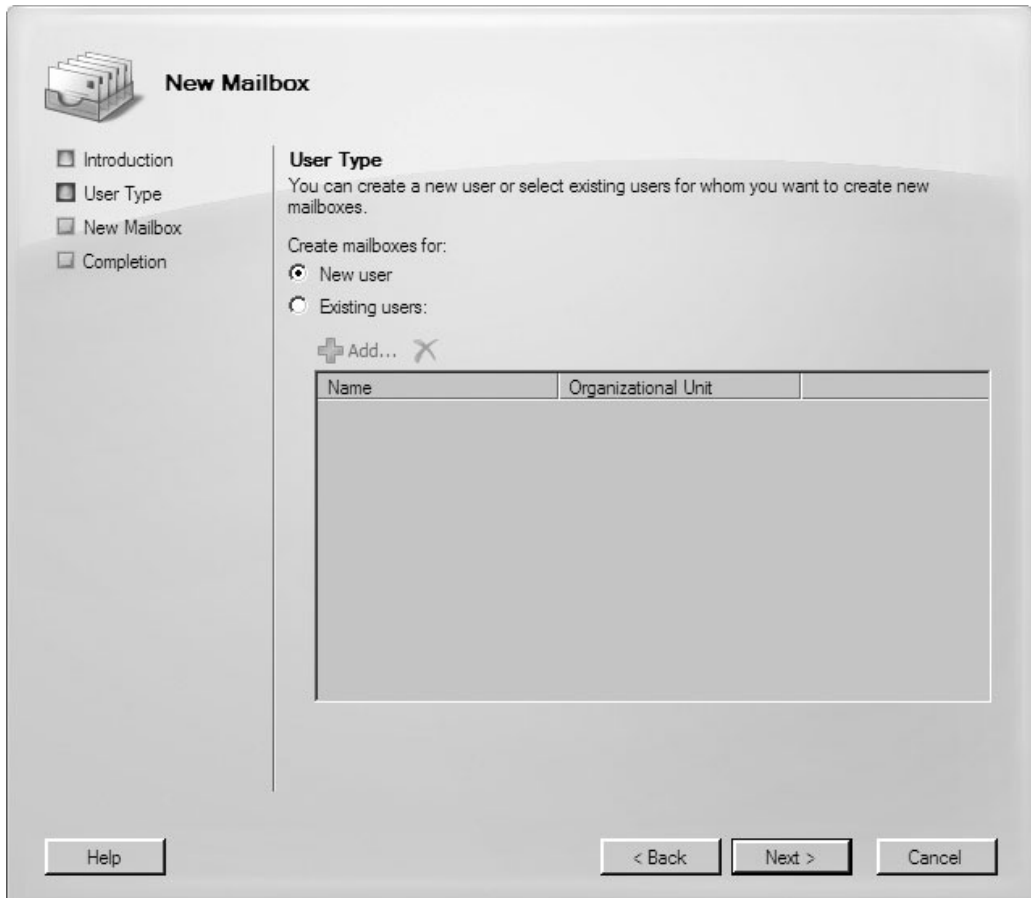 New Mailbox
Introduction
User Type
New Mailbox
Completion
User Type
You can create a new user or select existing users for whom you want to create new
mailboxes.
Create mailboxes for:
New user
Existing users:
Add...
Name Organizational Unit
Help < Back Next > Cancel